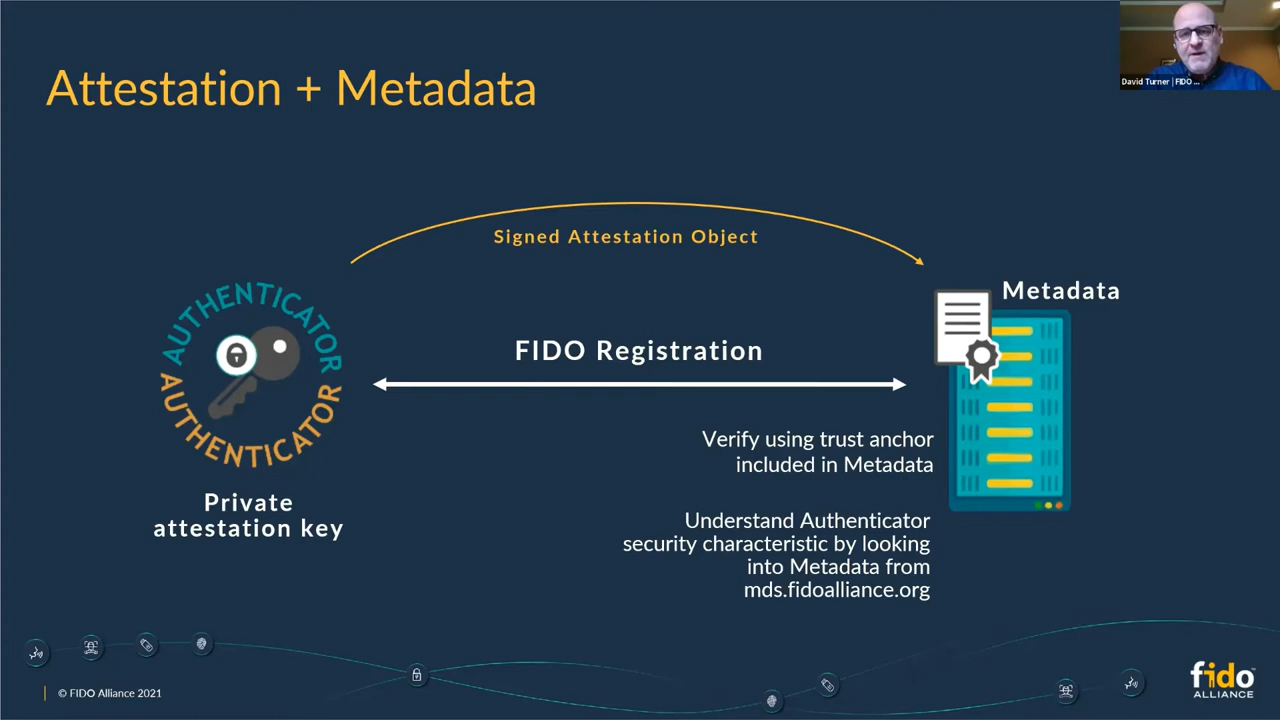 David Turner | FIDO ...
Attestation + Metadata
Signed Attestation Object
Metadata
AUTHENTICATOR
AUTHENTICATOR
FIDO Registration
Verify using trust anchor
included in Metadata
Private
attestation key
Understand Authenticator
security characteristic by looking
into Metadata from
mds.fidoalliance.org
© FIDO Alliance 2021
fido
ALLIANCE